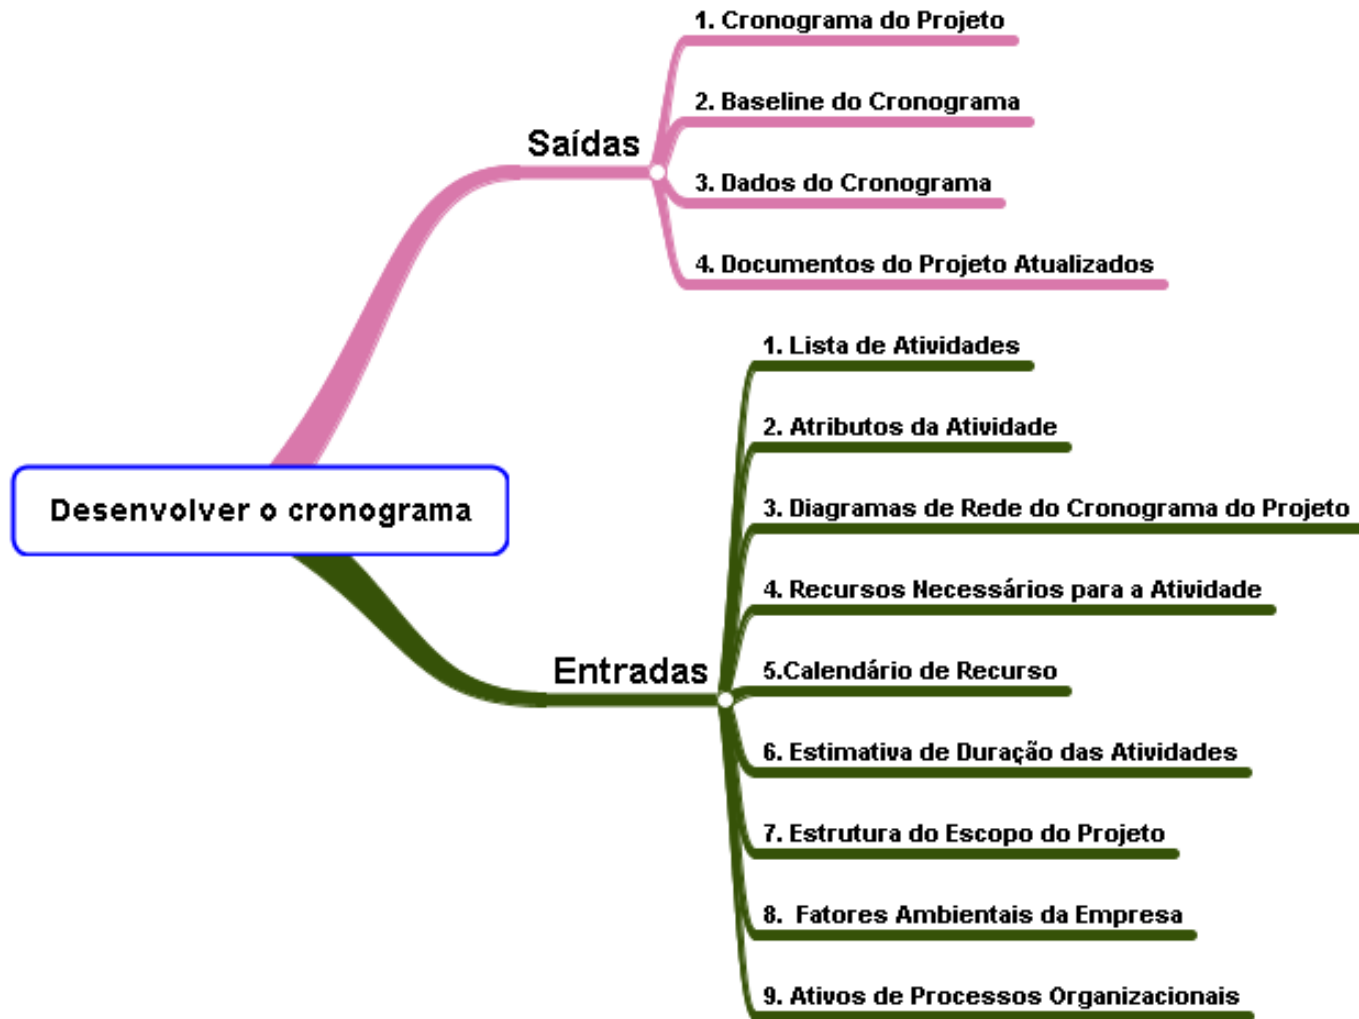 1. Cronograma do Projeto
2. Baseline do Cronograma
Saídas
3. Dados do Cronograma
4. Documentos do Projeto Atualizados
1. Lista de Atividades
2. Atributos da Atividade
Desenvolver o cronograma
3. Diagramas de Rede do Cronograma do Projeto
4. Recursos Necessários para a Atividade
Entradas
5.Calendário de Recurso
6. Estimativa de Duração das Atividades
7. Estrutura do Escopo do Projeto
8.  Fatores Ambientais da Empresa
9. Ativos de Processos Organizacionais